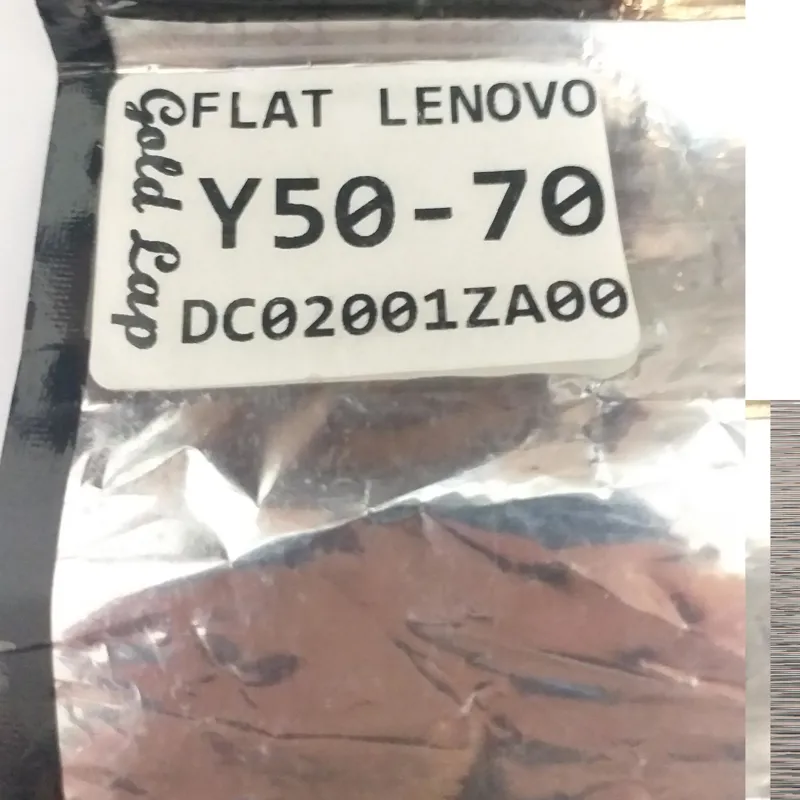 Gold Lap
FLAT LENOVO
Y50-70
DC02001ZA00